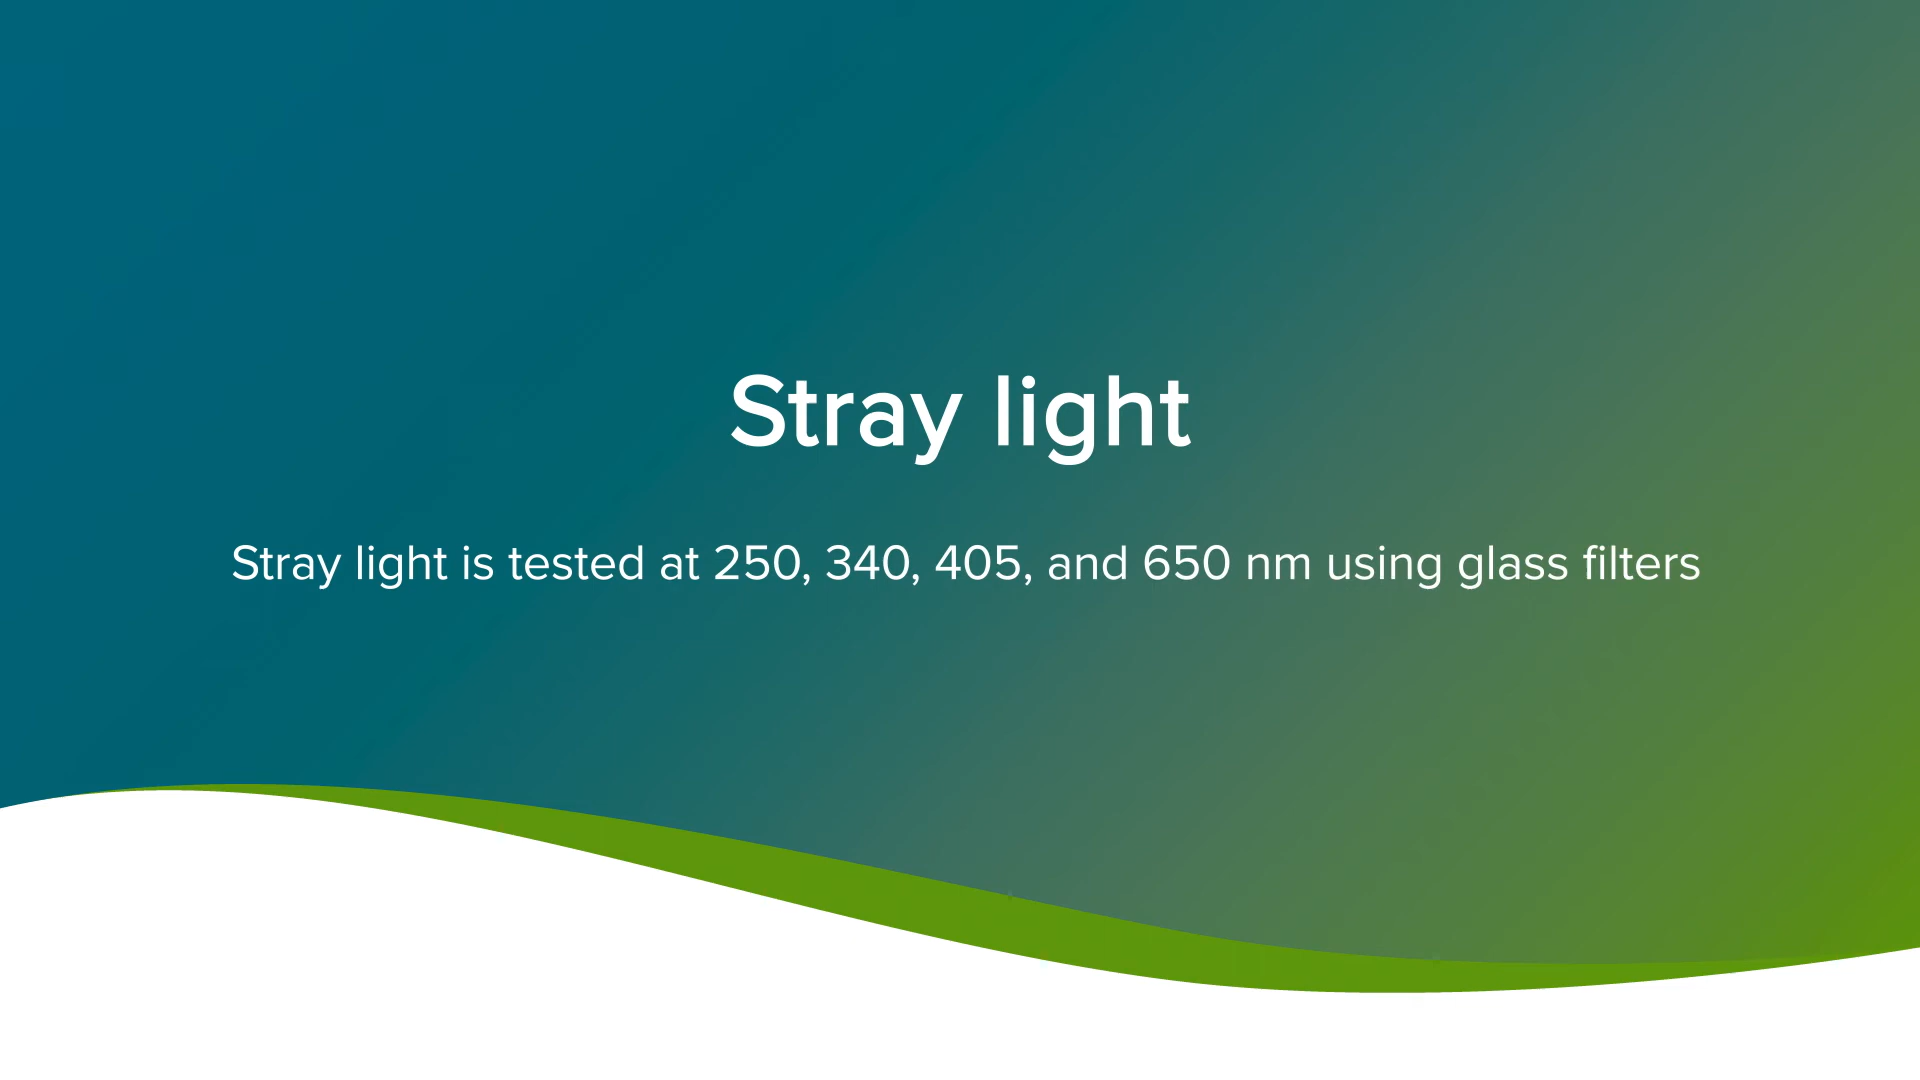 Stray light
Stray light is tested at 250, 340, 405, and 650 nm using glass filters